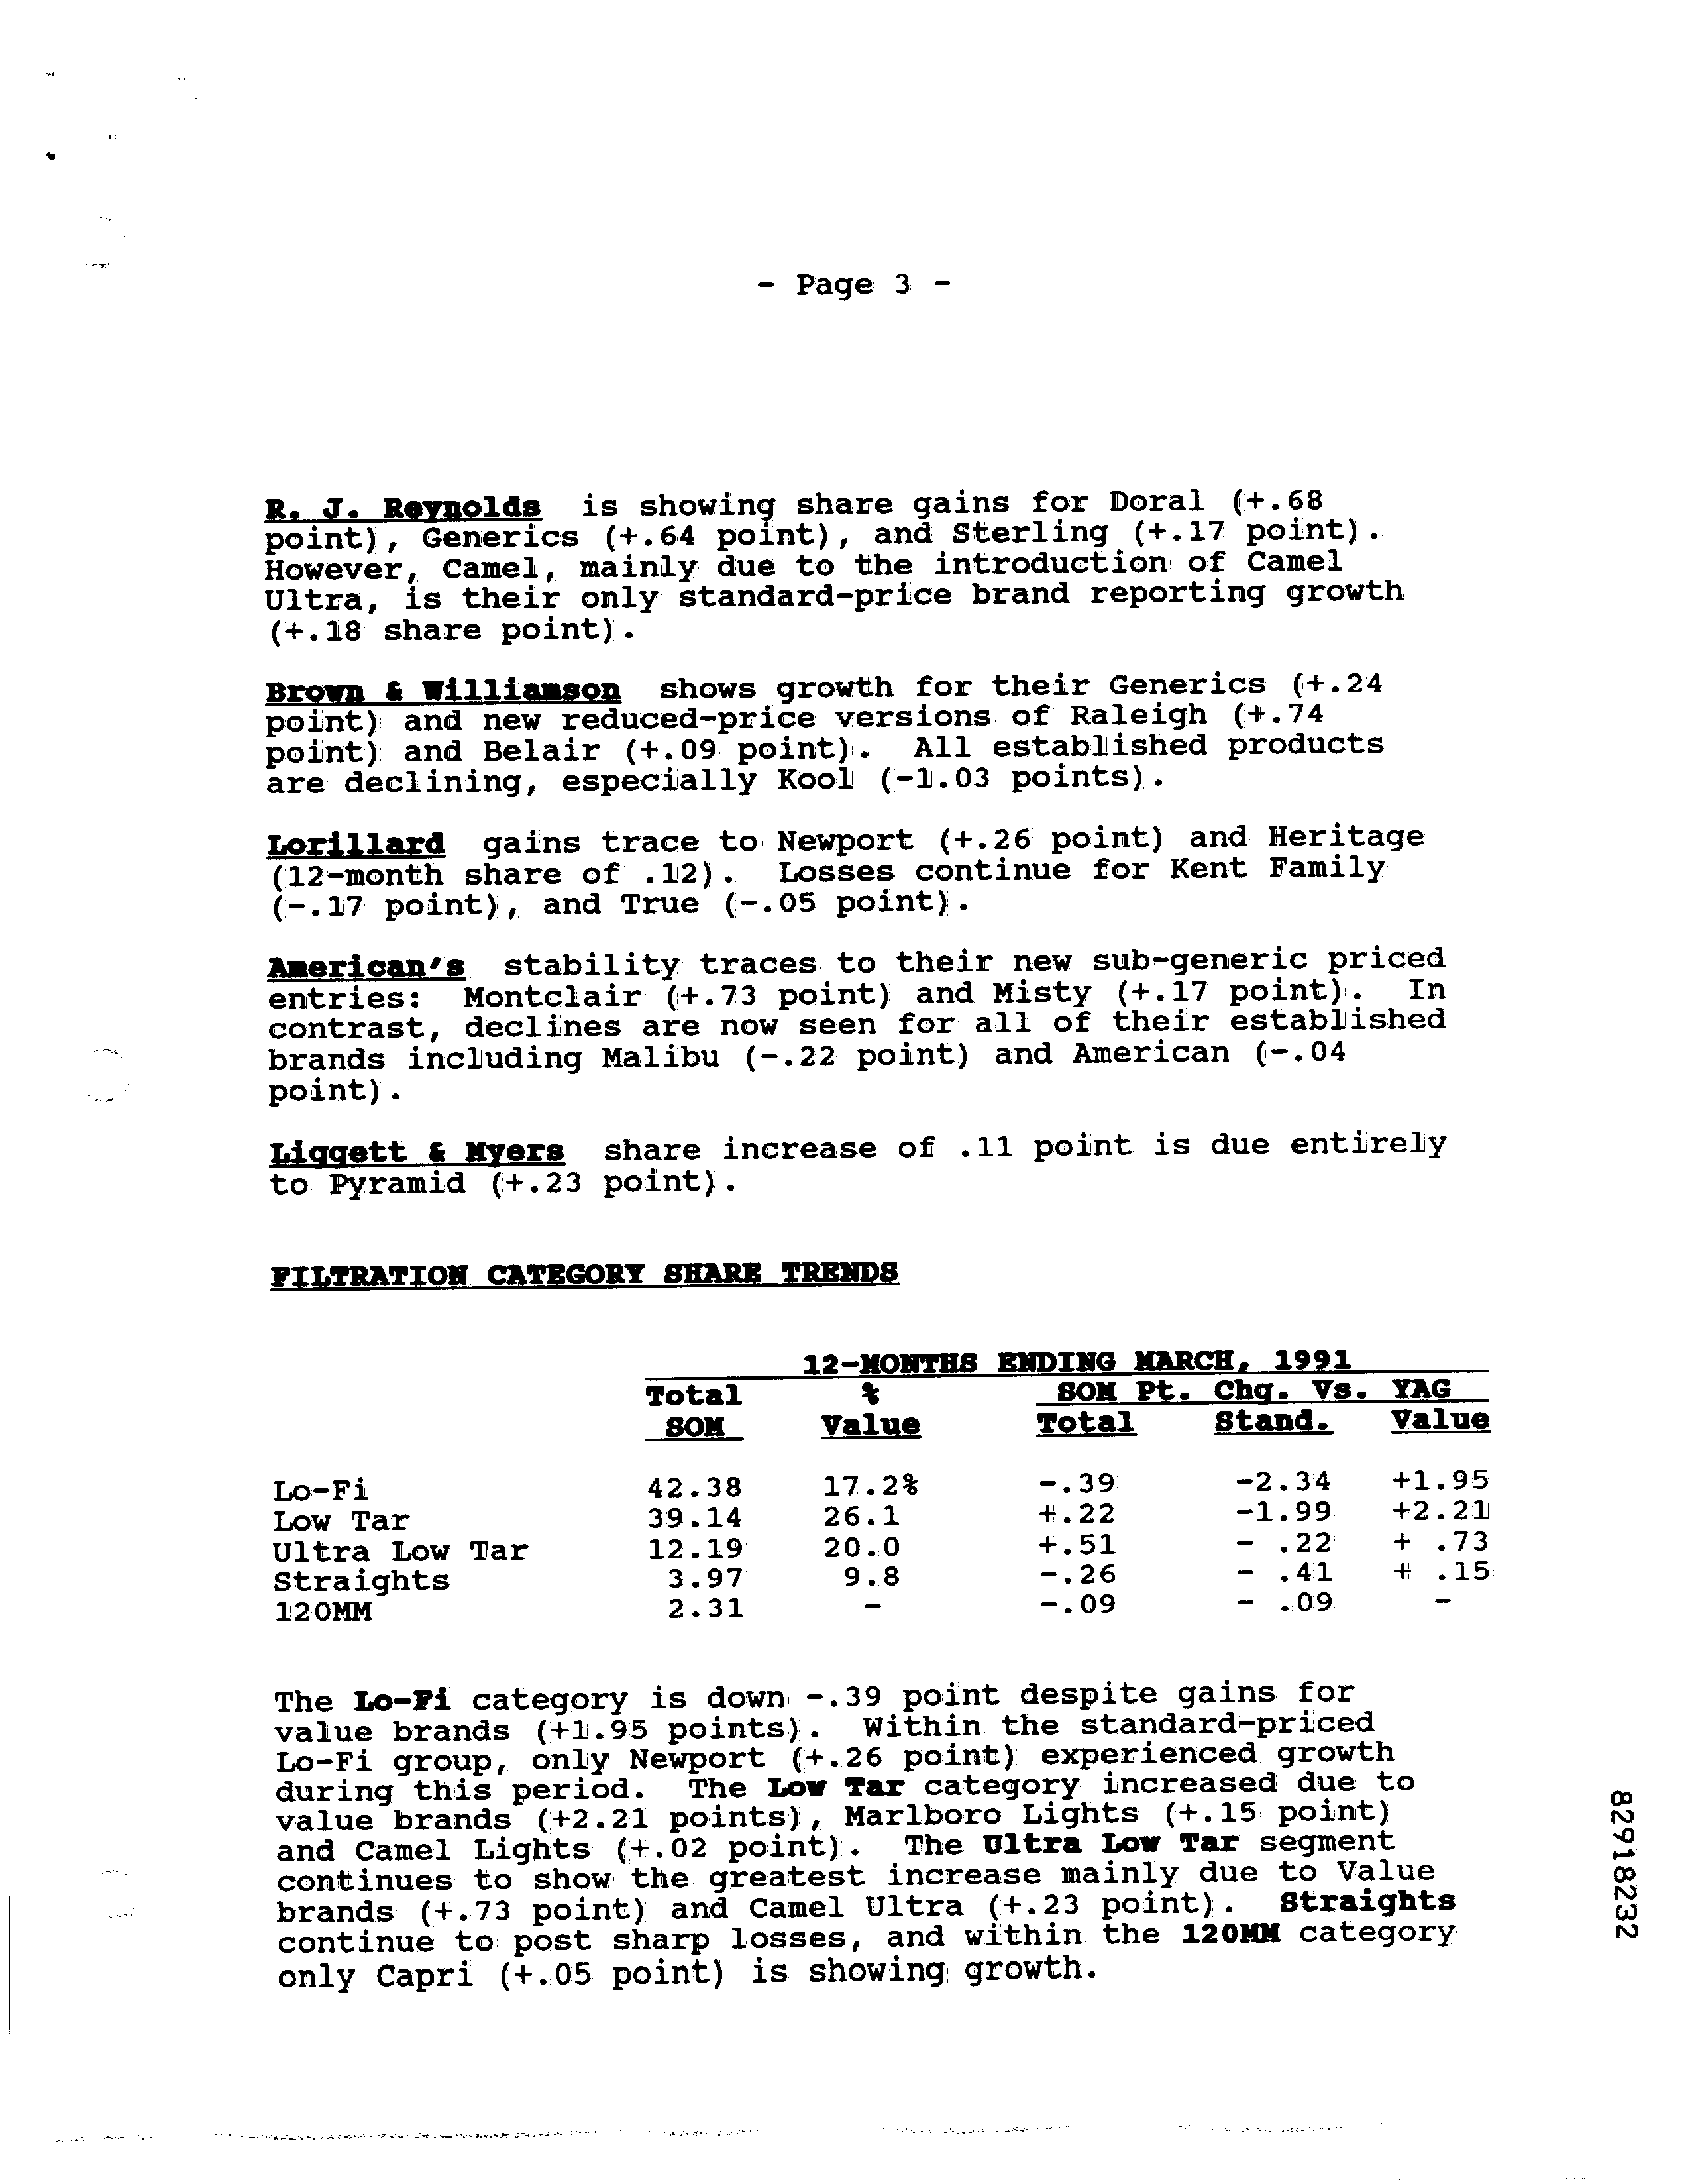 - Page 3 -
R. J. Reynolds is showing share gains for Doral (+.68
point), Generics (+.64 point), and Sterling (+.17 point).
However, Camel, mainly due to the introduction of Camel
Ultra, is their only standard-price brand reporting growth
(+.18 share point).
Brown & Williamson shows growth for their Generics (+.24
point) and new reduced-price versions of Raleigh (+.74
point) and Belair (+.09 point). All established products
are declining, especially Kool (-1.03 points).
Lorillard gains trace to Newport (+.26 point) and Heritage
(12-month share of .12). Losses continue for Kent Family
(-.17 point), and True (-.05 point).
American's stability traces to their new sub-generic priced
entries: Montclair (+.73 point) and Misty (+.17 point). In
contrast, declines are now seen for all of their established
brands including Malibu (-.22 point) and American (-.04
point).
Liggett & Myers share increase of .11 point is due entirely
to Pyramid (+.23 point).
FILTRATION CATEGORY SHARE TRENDS
12-MONTHS ENDING MARCH, 1991
Total % SOM Pt. Chg. Vs. YAG
SOM Value Total Stand. Value
Lo-Fi 42.38 17.2% -.39 -2.34 +1.95
Low Tar 39.14 26.1 +.22 -1.99 +2.21
Ultra Low Tar 12.19 20.0 +.51 - .22 + .73
Straights 3.97 9.8 -.26 - .41 + .15
120MM 2.31 - -.09 - .09 -
The Lo-Fi category is down -.39 point despite gains for
value brands (+1.95 points). Within the standard-priced
Lo-Fi group, only Newport (+.26 point) experienced growth
during this period. The Low Tar category increased due to
value brands (+2.21 points), Marlboro Lights (+.15 point)
and Camel Lights (+.02 point). The Ultra Low Tar segment
continues to show the greatest increase mainly due to Value
brands (+.73 point) and Camel Ultra (+.23 point). Straights
continue to post sharp losses, and within the 120MM category
only Capri (+.05 point) is showing growth.
82918232